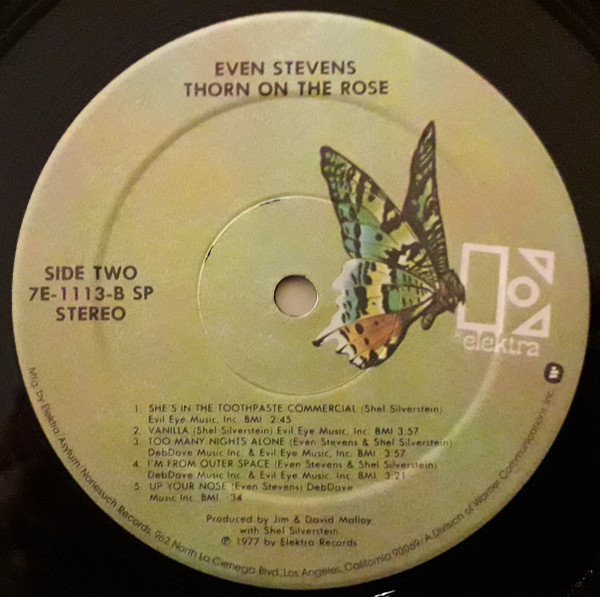 EVEN STEVENS
THORN ON THE ROSE
SIDE TWO
7E-1113-B SP
STEREO
elektra
1. SHE'S IN THE TOOTHPASTE COMMERCIAL (Shel Silverstein)
Evil Eye Music, Inc. BMI 2:45
2. VANILLA (Shel Silverstein) Evil Eye Music, Inc. BMI 3:57
3. TOO MANY NIGHTS ALONE (Even Stevens & Shel Silverstein)
DebDave Music Inc. & Evil Eye Music, Inc. BMI 3:57
4. I'M FROM OUTER SPACE (Even Stevens & Shel Silverstein)
DebDave Music Inc. & Evil Eye Music, Inc. BMI 3:21
5. UP YOUR NOSE (Even Stevens) DebDave
Music Inc. BMI :34
Produced by Jim & David Malloy
with Shel Silverstein
℗ 1977 by Elektra Records
Mfg. by Elektra/Asylum/Nonesuch Records, 962 North La Cienega Blvd., Los Angeles, California 90069/A Division of Warner Communications Inc.